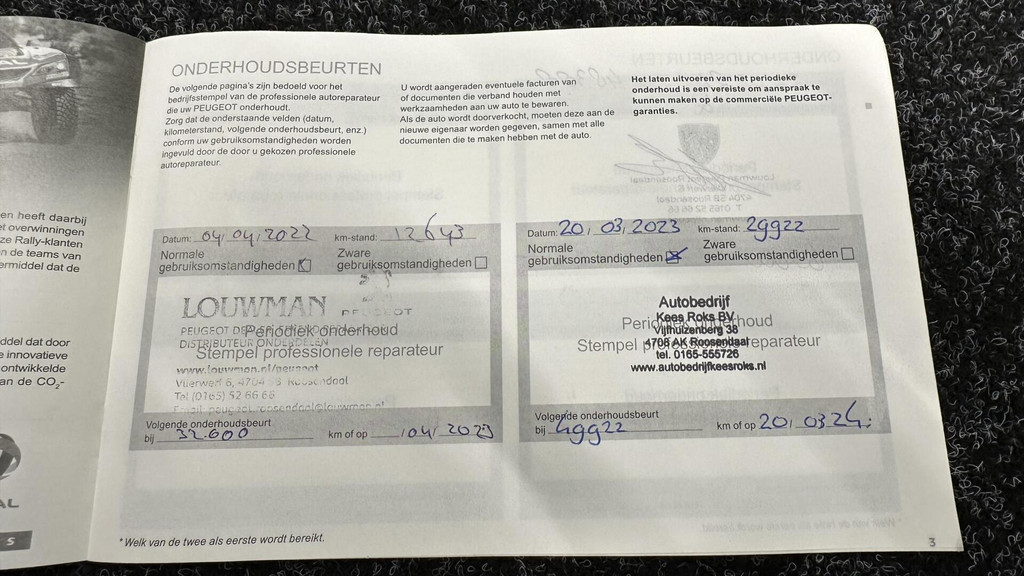 ONDERHOUDSBEURTEN
De volgende pagina's zijn bedoeld voor het
bedrijfsstempel van de professionele autoreparateur
die uw PEUGEOT onderhoudt.
Zorg dat de onderstaande velden (datum,
kilometerstand, volgende onderhoudsbeurt, enz.)
conform uw gebruiksomstandigheden worden
ingevuld door de door u gekozen professionele
autoreparateur.
U wordt aangeraden eventuele facturen van
of documenten die verband houden met
werkzaamheden aan uw auto te bewaren.
Als de auto wordt doorverkocht, moeten deze aan de
nieuwe eigenaar worden gegeven, samen met alle
documenten die te maken hebben met de auto.
Het laten uitvoeren van het periodieke
onderhoud is een vereiste om aanspraak te
kunnen maken op de commerciële PEUGEOT-
garanties.
Datum: 04/04/2022 km-stand: 12643
Normale
gebruiksomstandigheden
Zware
gebruiksomstandigheden
LOUWMAN PEUGEOT
PEUGEOT
Periodiek onderhoud
DISTRIBUTEUR ONDERDELEN
Stempel professionele reparateur
www.louwman.nl/peugeot
Vijerwerf 6, 4704 Roosendaal
Tel (0165) 52 66 66
Volgende onderhoudsbeurt
bij 32.600 km of op /04/2023
Datum: 20/03/2023 km-stand: 29922
Normale
gebruiksomstandigheden
Zware
gebruiksomstandigheden
Autobedrijf
Kees Roks BV
Periodiek onderhoud
Vijfhuizenberg 38
Stempel professionele reparateur
4708 AK Roosendaal
tel. 0165-555726
www.autobedrijfkeesroks.nl
Volgende onderhoudsbeurt
bij 49922 km of op 20/03 24
* Welk van de twee als eerste wordt bereikt.
3
en heeft daarbij
et overwinningen
ze Rally-klanten
n de teams van
ermiddel dat de
ddel dat door
e innovatieve
ontwikkelde
an de CO₂-
AL
S